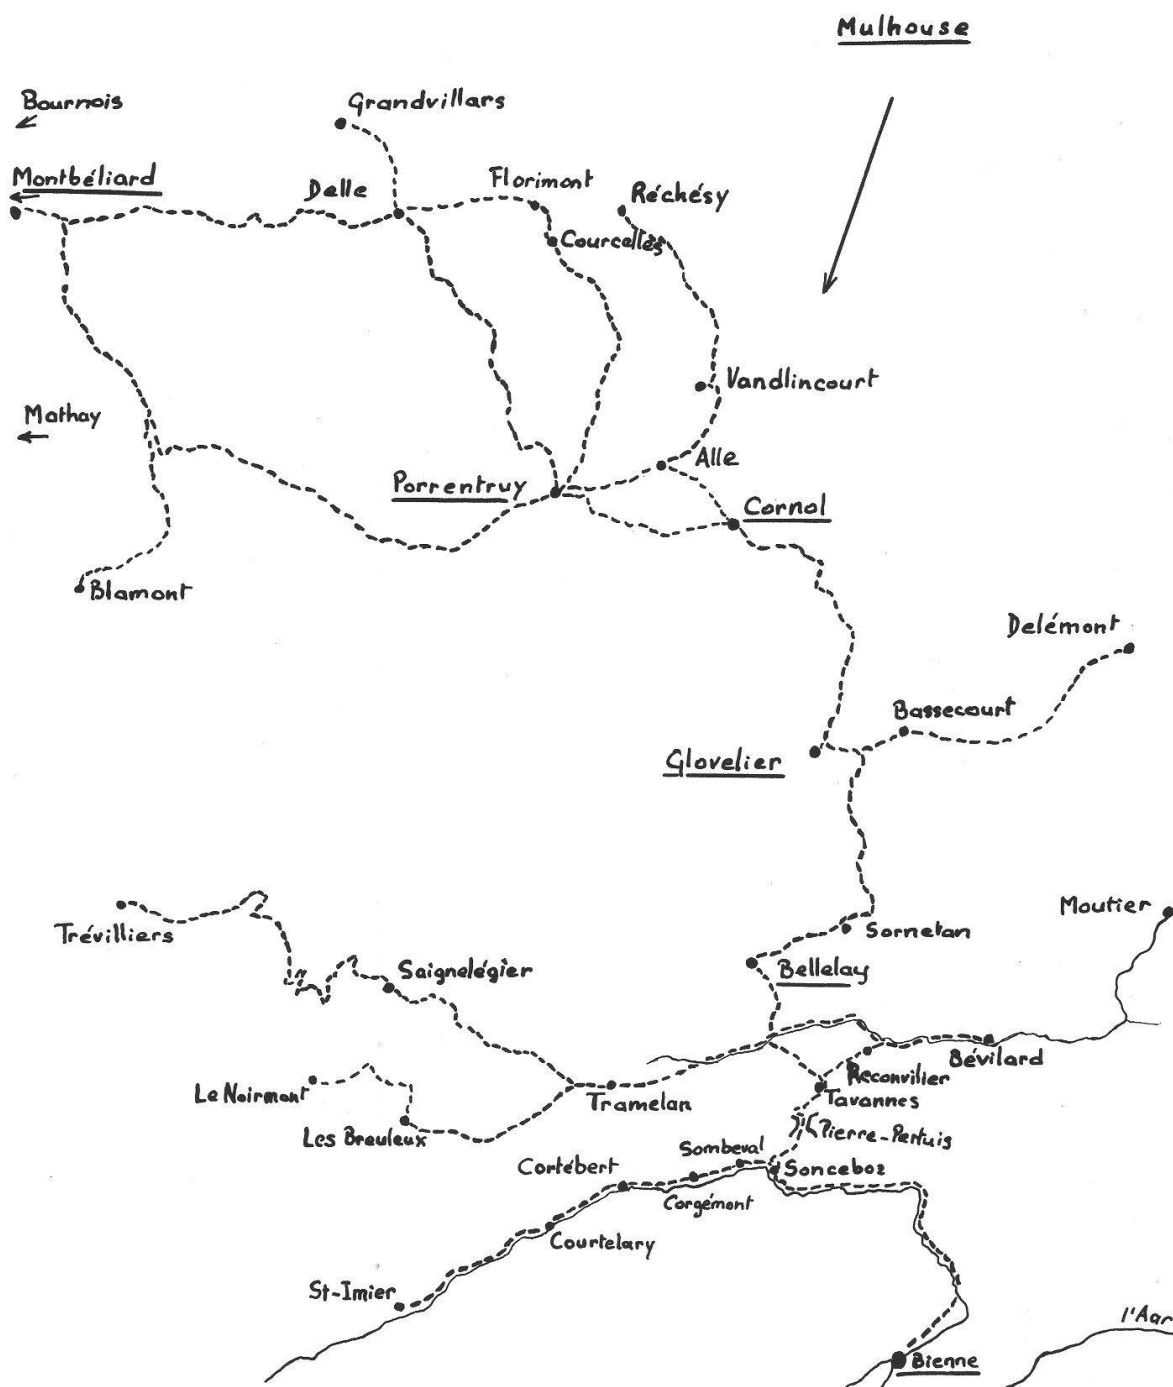 Mulhouse
Bournois
Grandvillars
Montbéliard
Delle
Florimont
Réchésy
Courcelles
Vandlincourt
Mathay
Alle
Porrentruy
Cornol
Blamont
Delémont
Bassecourt
Glovelier
Moutier
Trévilliers
Sornetan
Saignelégier
Bellelay
Bévilard
Le Noirmont
Reconvilier
Tramelan
Tavannes
Les Breuleux
Pierre-Pertuis
Sombeval
Cortébert
Sonceboz
Corgémont
Courtelary
St-Imier
l'Aar
Bienne